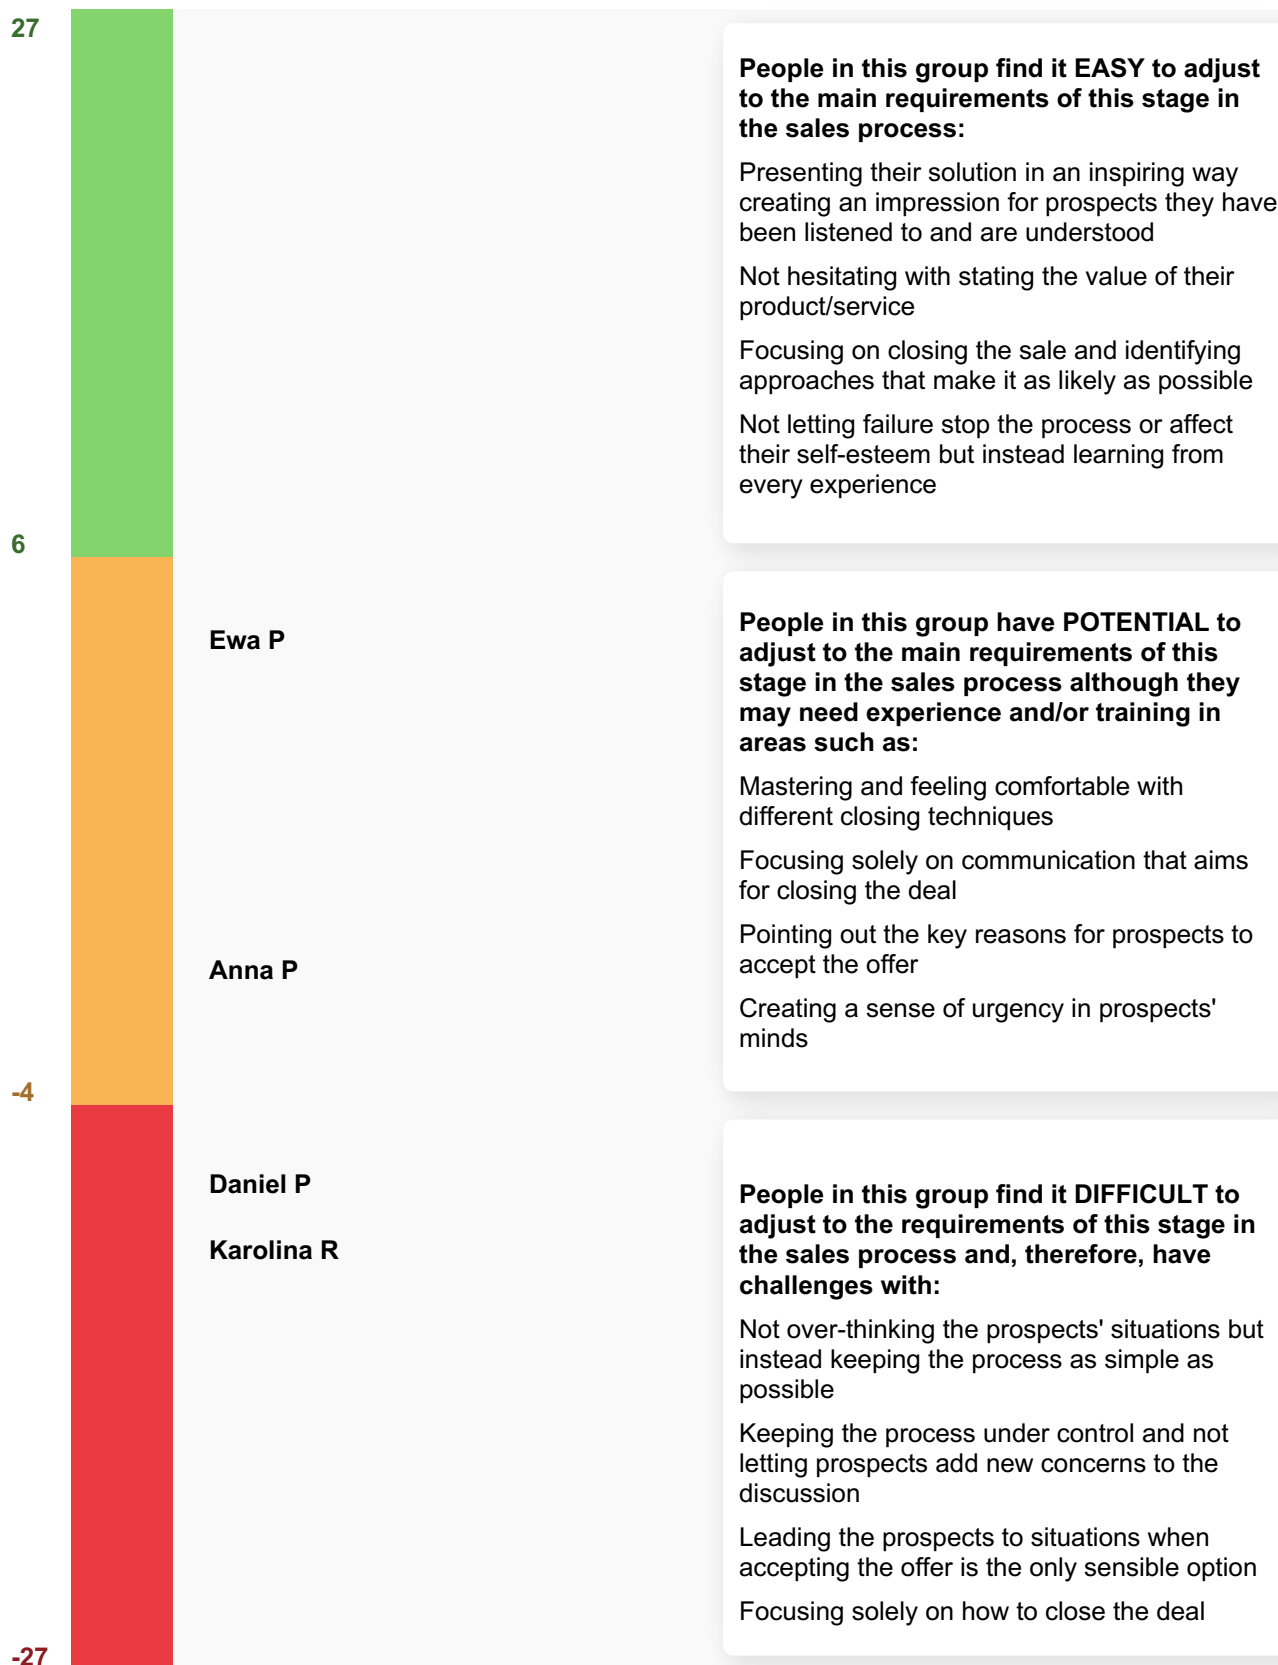 27
People in this group find it EASY to adjust
to the main requirements of this stage in
the sales process:
Presenting their solution in an inspiring way
creating an impression for prospects they have
been listened to and are understood
Not hesitating with stating the value of their
product/service
Focusing on closing the sale and identifying
approaches that make it as likely as possible
Not letting failure stop the process or affect
their self-esteem but instead learning from
every experience
6
Ewa P
People in this group have POTENTIAL to
adjust to the main requirements of this
stage in the sales process although they
may need experience and/or training in
areas such as:
Mastering and feeling comfortable with
different closing techniques
Focusing solely on communication that aims
for closing the deal
Anna P
Pointing out the key reasons for prospects to
accept the offer
Creating a sense of urgency in prospects'
minds
-4
Daniel P
Karolina R
People in this group find it DIFFICULT to
adjust to the requirements of this stage in
the sales process and, therefore, have
challenges with:
Not over-thinking the prospects' situations but
instead keeping the process as simple as
possible
Keeping the process under control and not
letting prospects add new concerns to the
discussion
Leading the prospects to situations when
accepting the offer is the only sensible option
Focusing solely on how to close the deal
-27